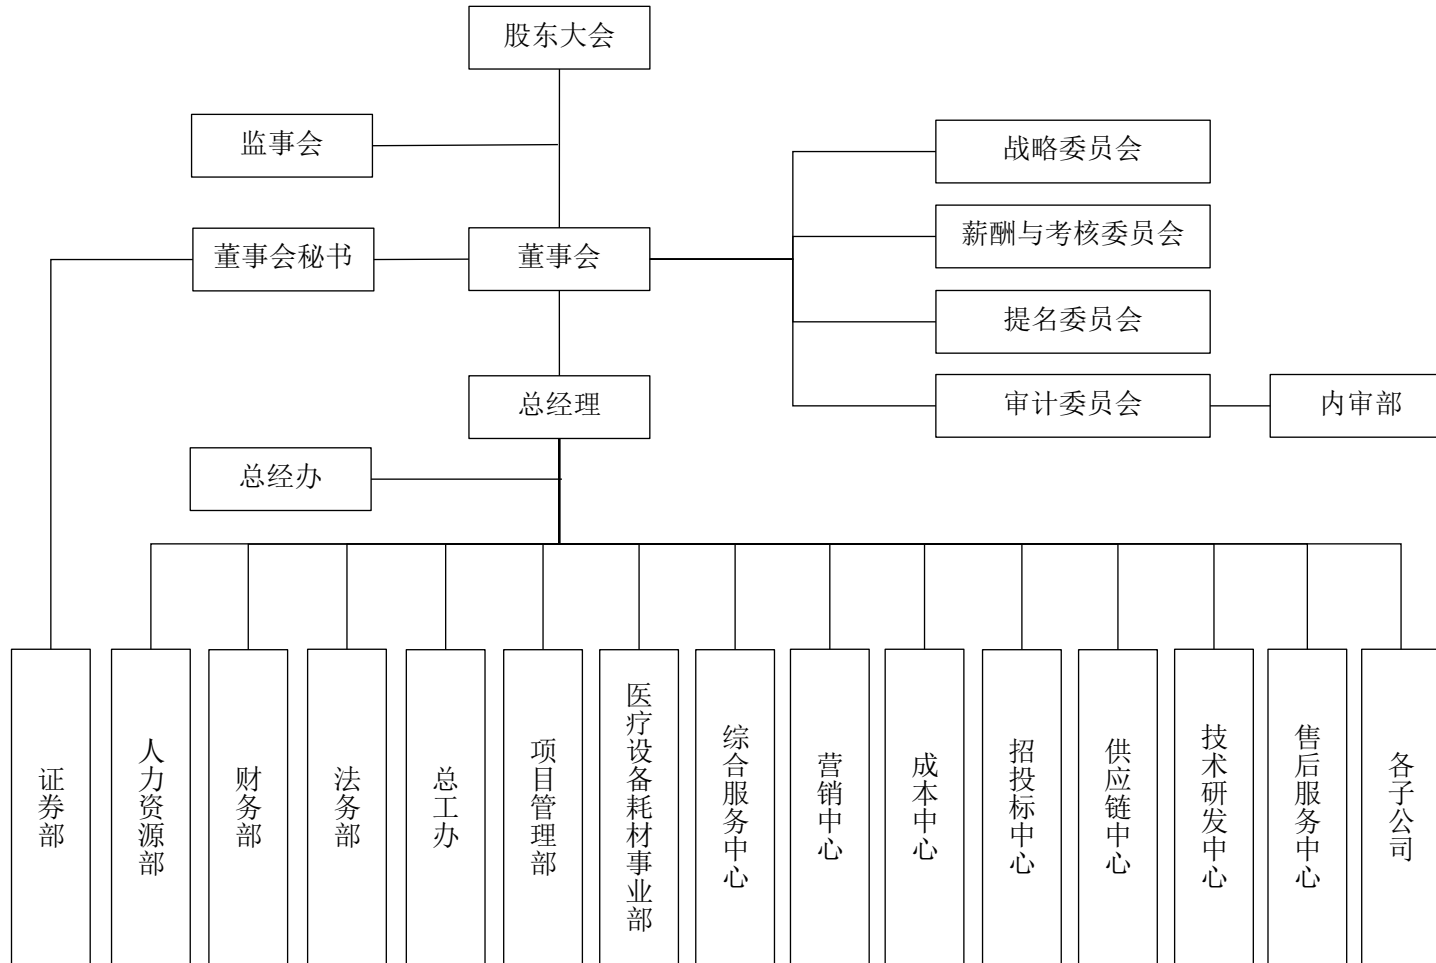 股东大会
监事会
战略委员会
薪酬与考核委员会
董事会秘书
董事会
提名委员会
总经理
审计委员会
内审部
总经办
证券部
人力资源部
财务部
法务部
总工办
项目管理部
医疗设备耗材事业部
综合服务中心
营销中心
成本中心
招投标中心
供应链中心
技术研发中心
售后服务中心
各子公司